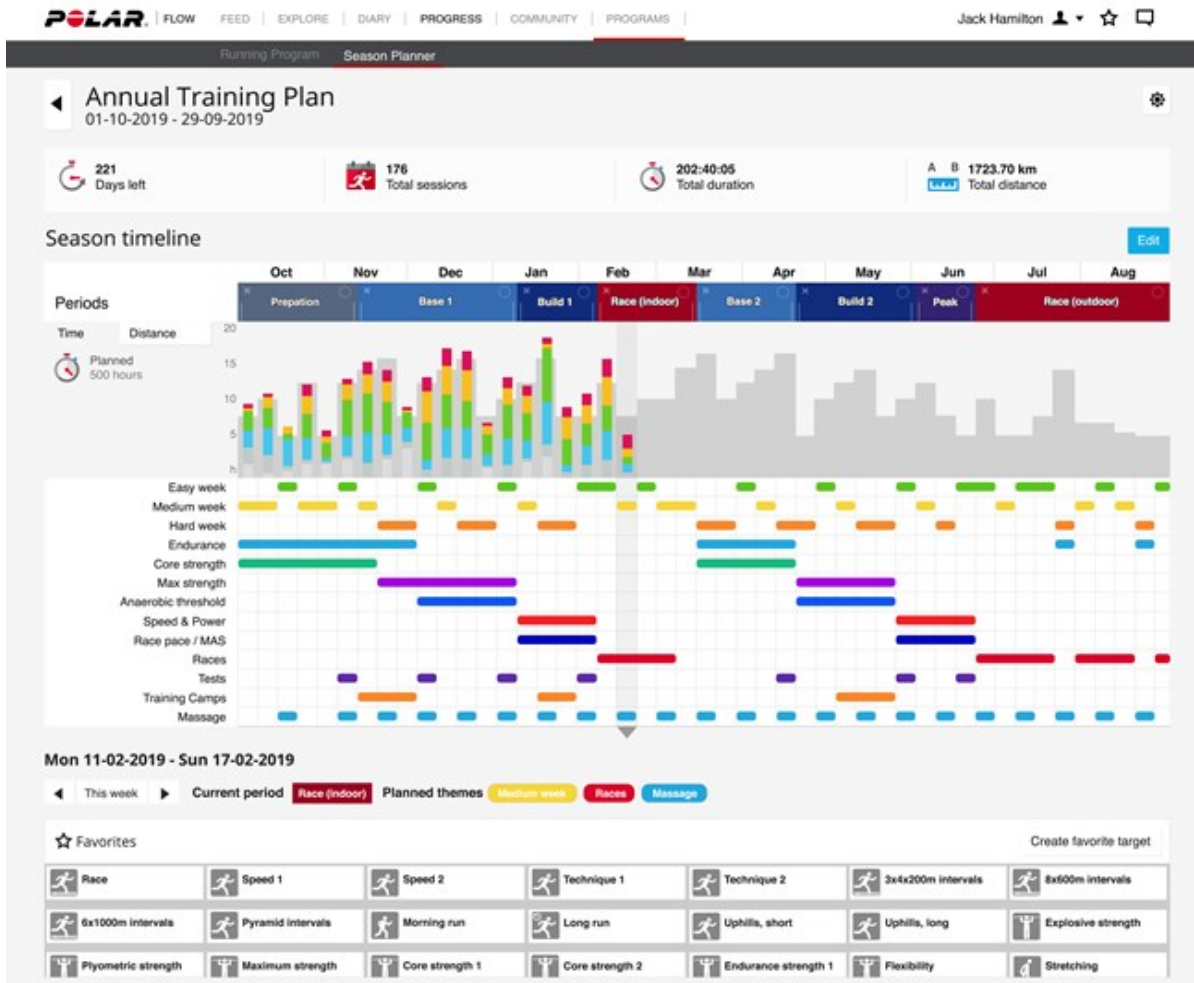 POLAR. FLOW FEED EXPLORE DIARY PROGRESS COMMUNITY PROGRAMS Jack Hamilton
Running Program Season Planner
Annual Training Plan
01-10-2019 - 29-09-2019
221
Days left
176
Total sessions
202:40:05
Total duration
A B
1723.70 km
Total distance
Season timeline
Edit
Oct Nov Dec Jan Feb Mar Apr May Jun Jul Aug
Periods
Prepation Base 1 Build 1 Race (indoor) Base 2 Build 2 Peak Race (outdoor)
Time Distance
Planned
500 hours
20
15
10
5
h
Easy week
Medium week
Hard week
Endurance
Core strength
Max strength
Anaerobic threshold
Speed & Power
Race pace / MAS
Races
Tests
Training Camps
Massage
Mon 11-02-2019 - Sun 17-02-2019
This week Current period Race (indoor) Planned themes Medium week Races Massage
Favorites Create favorite target
Race Speed 1 Speed 2 Technique 1 Technique 2 3x4x200m intervals 8x600m intervals
6x1000m intervals Pyramid intervals Morning run Long run Uphills, short Uphills, long Explosive strength
Plyometric strength Maximum strength Core strength 1 Core strength 2 Endurance strength 1 Flexibility Stretching